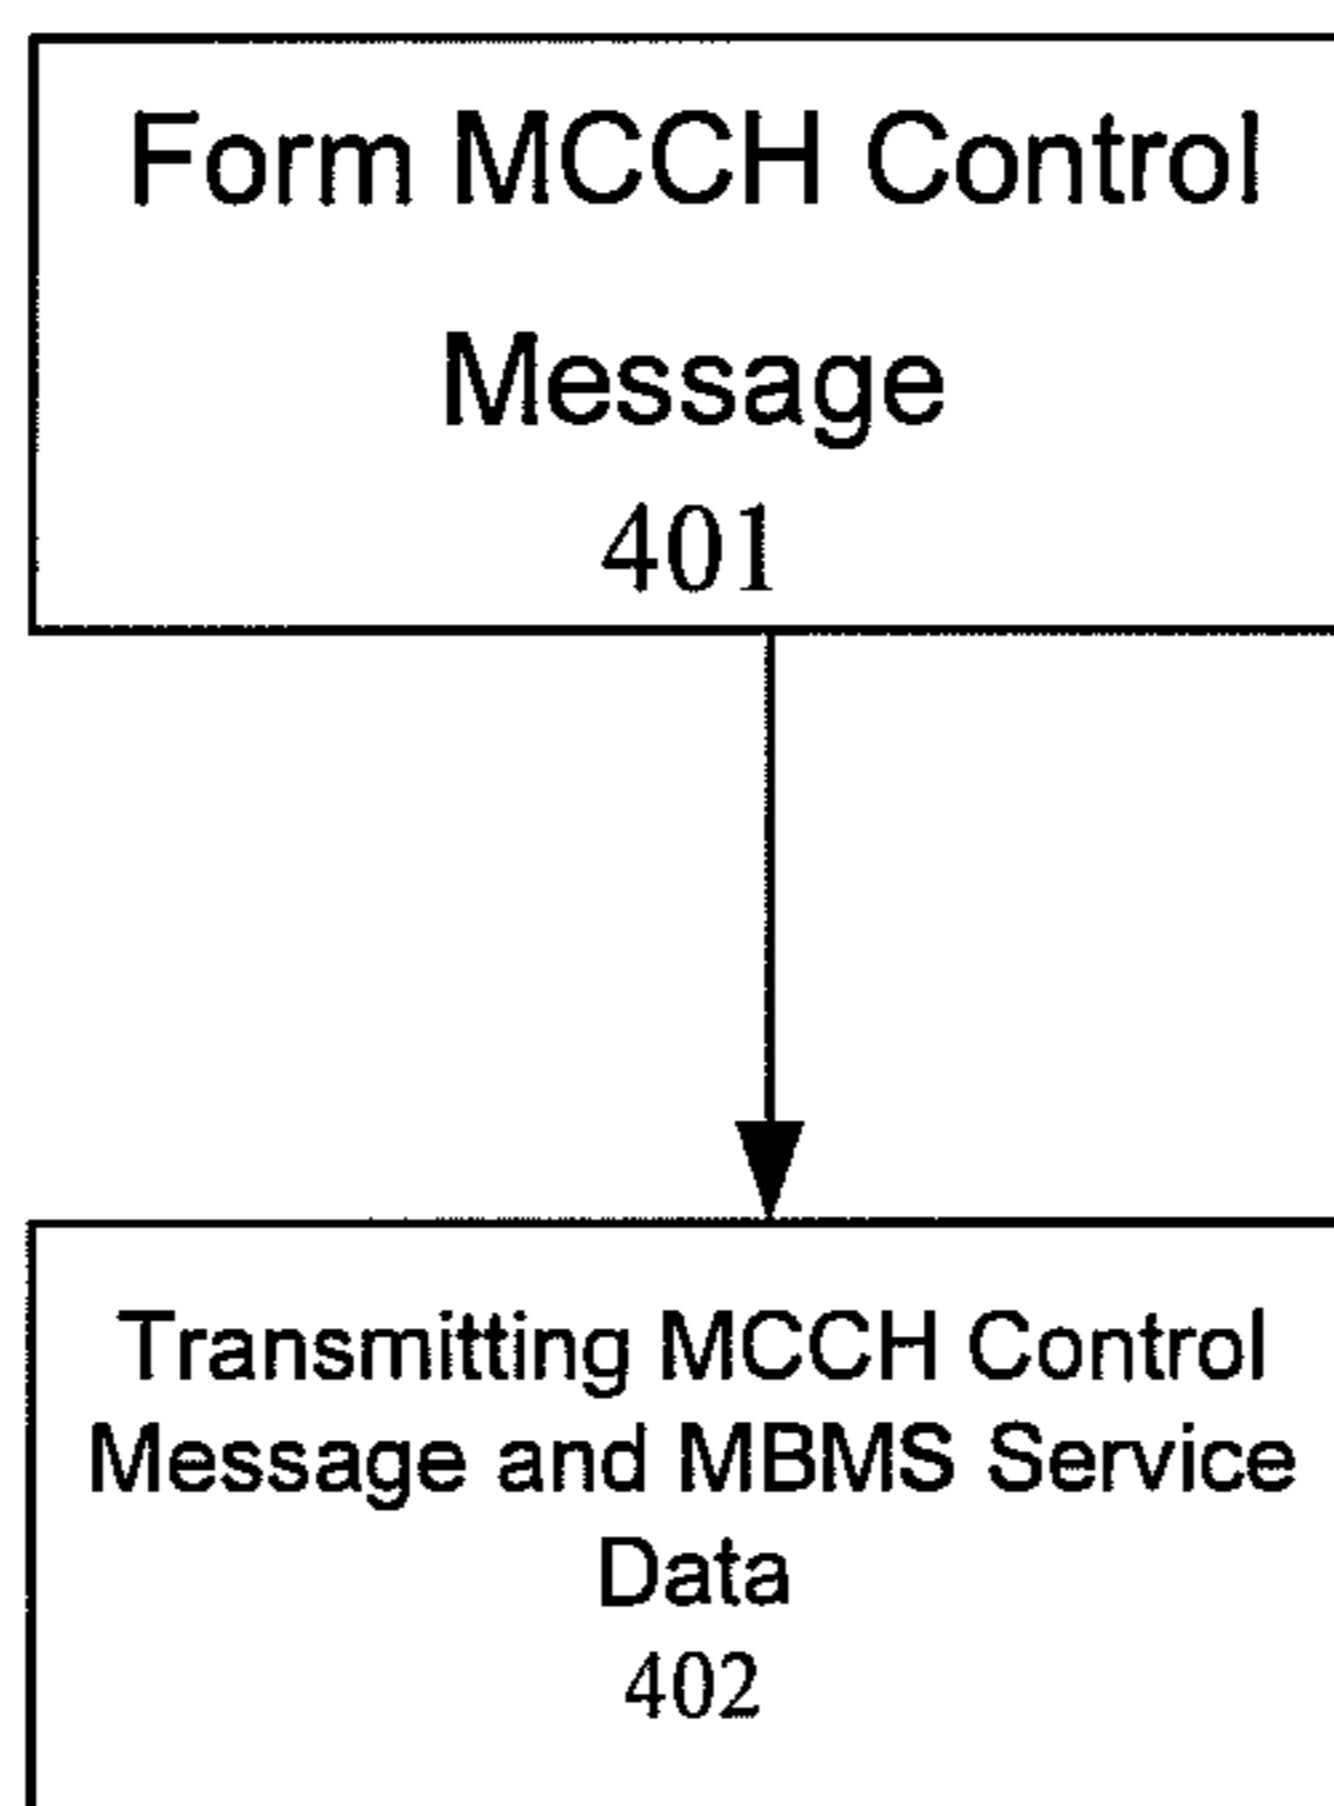 Form MCCH Control
Message
401
Transmitting MCCH Control
Message and MBMS Service
Data
402